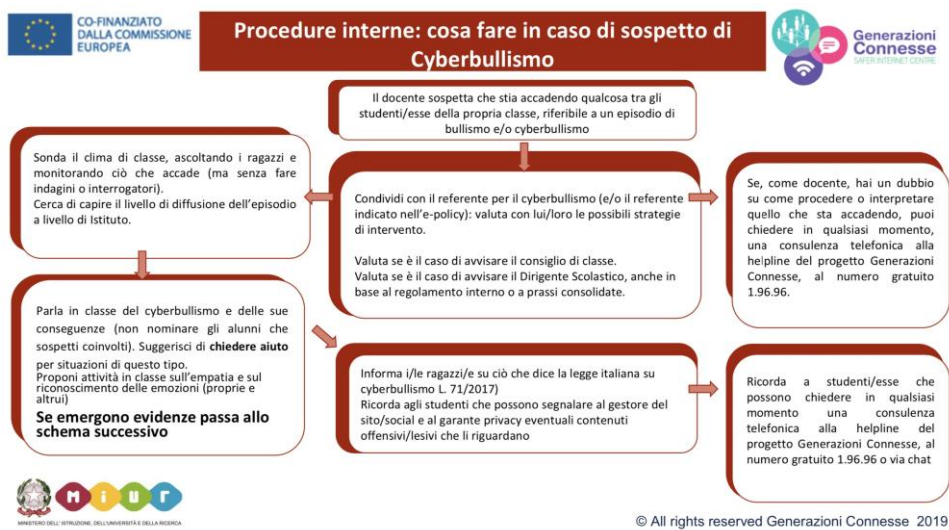 CO-FINANZIATO
DALLA COMMISSIONE
EUROPEA
Procedure interne: cosa fare in caso di sospetto di
Cyberbullismo
Generazioni
Connesse
SAFER INTERNET CENTRE
Il docente sospetta che stia accadendo qualcosa tra gli
studenti/esse della propria classe, riferibile a un episodio di
bullismo e/o cyberbullismo
Sonda il clima di classe, ascoltando i ragazzi e
monitorando ciò che accade (ma senza fare
indagini o interrogatori).
Cerca di capire il livello di diffusione dell'episodio
a livello di Istituto.
Condividi con il referente per il cyberbullismo (e/o il referente
indicato nell'e-policy): valuta con lui/loro le possibili strategie
di intervento.
Valuta se è il caso di avvisare il consiglio di classe.
Valuta se è il caso di avvisare il Dirigente Scolastico, anche in
base al regolamento interno o a prassi consolidate.
Se, come docente, hai un dubbio
su come procedere o interpretare
quello che sta accadendo, puoi
chiedere in qualsiasi momento,
una consulenza telefonica alla
helpline del progetto Generazioni
Connesse, al numero gratuito
1.96.96.
Parla in classe del cyberbullismo e delle sue
conseguenze (non nominare gli alunni che
sospetti coinvolti). Suggerisci di chiedere aiuto
per situazioni di questo tipo.
Proponi attività in classe sull'empatia e sul
riconoscimento delle emozioni (proprie e
altrui)
Se emergono evidenze passa allo
schema successivo
Informa i/le ragazzi/e su ciò che dice la legge italiana su
cyberbullismo L. 71/2017)
Ricorda agli studenti che possono segnalare al gestore del
sito/social e al garante privacy eventuali contenuti
offensivi/lesivi che li riguardano
Ricorda a studenti/esse che
possono chiedere in qualsiasi
momento una consulenza
telefonica alla helpline del
progetto Generazioni Connesse, al
numero gratuito 1.96.96 o via chat
miur
MINISTERO DELL' ISTRUZIONE, DELL'UNIVERSITÀ E DELLA RICERCA
© All rights reserved Generazioni Connesse 2019